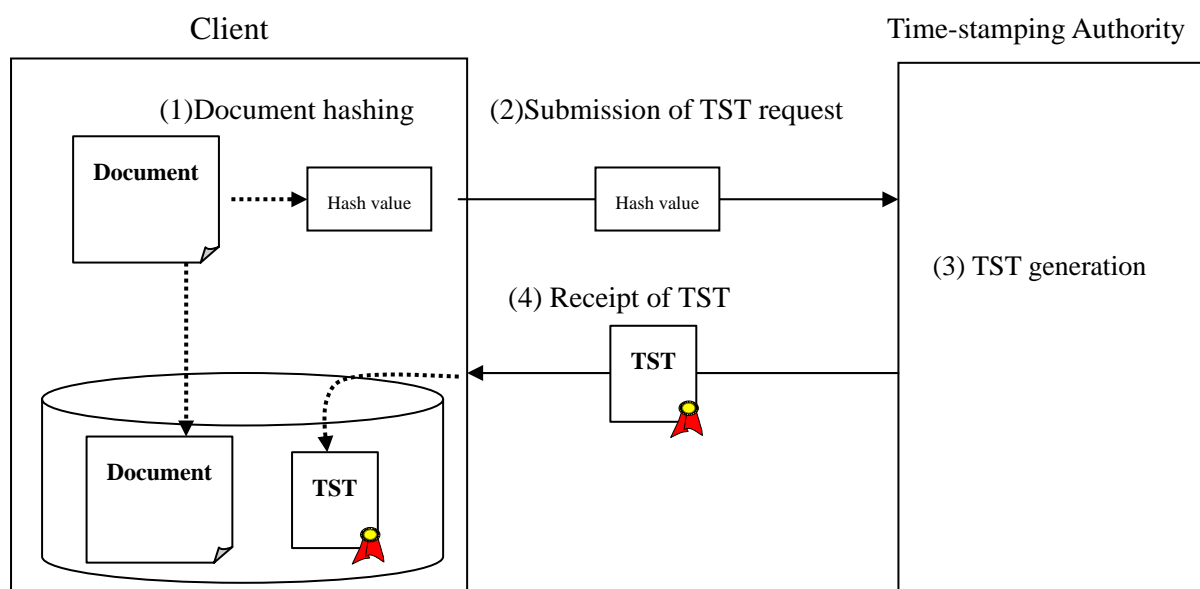 Client
Time-stamping Authority
(1)Document hashing
(2)Submission of TST request
Document
Hash value
Hash value
(3) TST generation
(4) Receipt of TST
TST
Document
TST